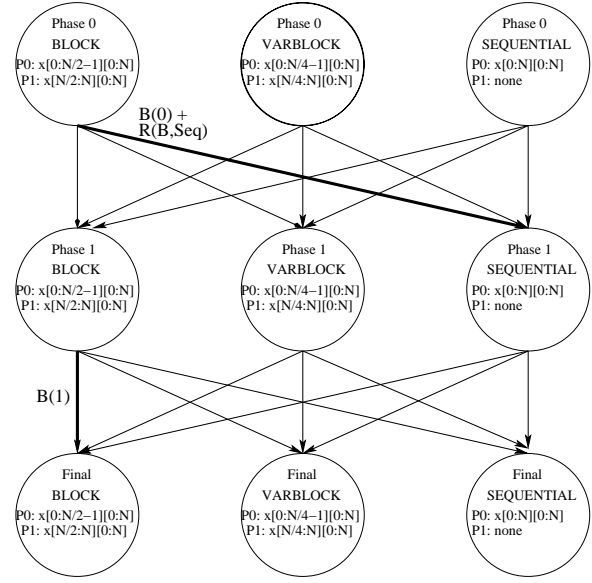 Phase 0
BLOCK
P0: x[0:N/2−1][0:N]
P1: x[N/2:N][0:N]
Phase 0
VARBLOCK
P0: x[0:N/4−1][0:N]
P1: x[N/4:N][0:N]
Phase 0
SEQUENTIAL
P0: x[0:N][0:N]
P1: none
B(0) +
R(B,Seq)
Phase 1
BLOCK
P0: x[0:N/2−1][0:N]
P1: x[N/2:N][0:N]
Phase 1
VARBLOCK
P0: x[0:N/4−1][0:N]
P1: x[N/4:N][0:N]
Phase 1
SEQUENTIAL
P0: x[0:N][0:N]
P1: none
B(1)
Final
BLOCK
P0: x[0:N/2−1][0:N]
P1: x[N/2:N][0:N]
Final
VARBLOCK
P0: x[0:N/4−1][0:N]
P1: x[N/4:N][0:N]
Final
SEQUENTIAL
P0: x[0:N][0:N]
P1: none